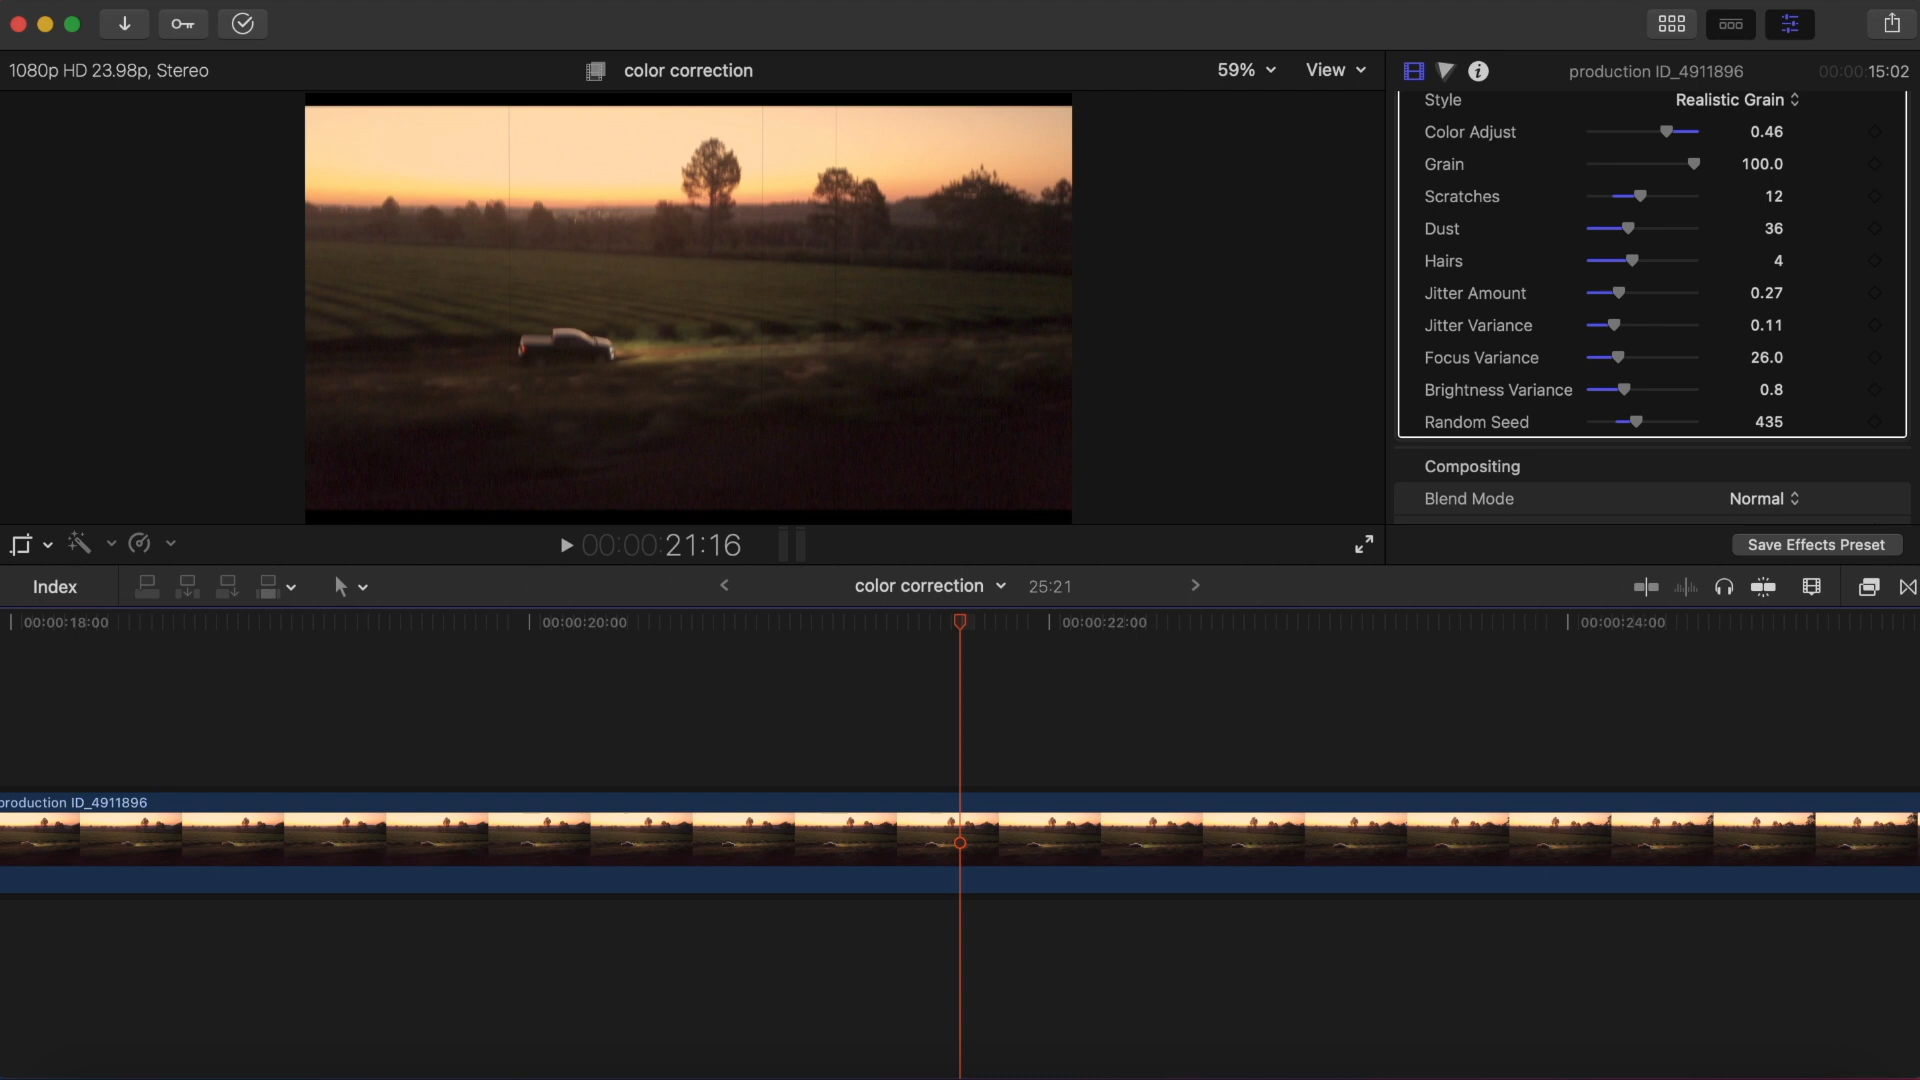 1080p HD 23.98p, Stereo
color correction
59%
View
production ID_4911896
00:00:15:02
Style
Realistic Grain
Color Adjust
0.46
Grain
100.0
Scratches
12
Dust
36
Hairs
4
Jitter Amount
0.27
Jitter Variance
0.11
Focus Variance
26.0
Brightness Variance
0.8
Random Seed
435
Compositing
Blend Mode
Normal
00:00:21:16
Save Effects Preset
Index
color correction
25:21
00:00:18:00
00:00:20:00
00:00:22:00
00:00:24:00
production ID_4911896